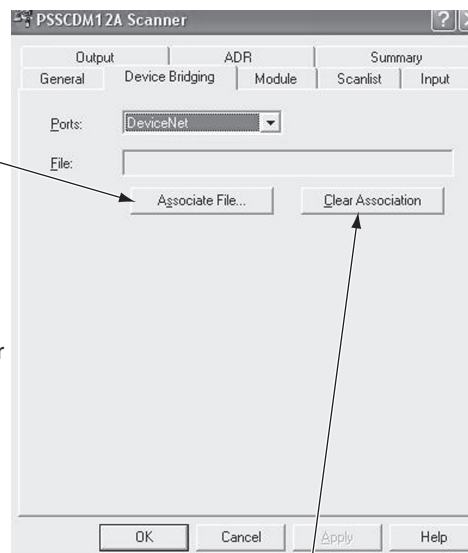 PSSCDM12A Scanner
Output ADR Summary
General Device Bridging Module Scanlist Input
Ports: DeviceNet
File:
Associate File... Clear Association
r
OK Cancel Apply Help